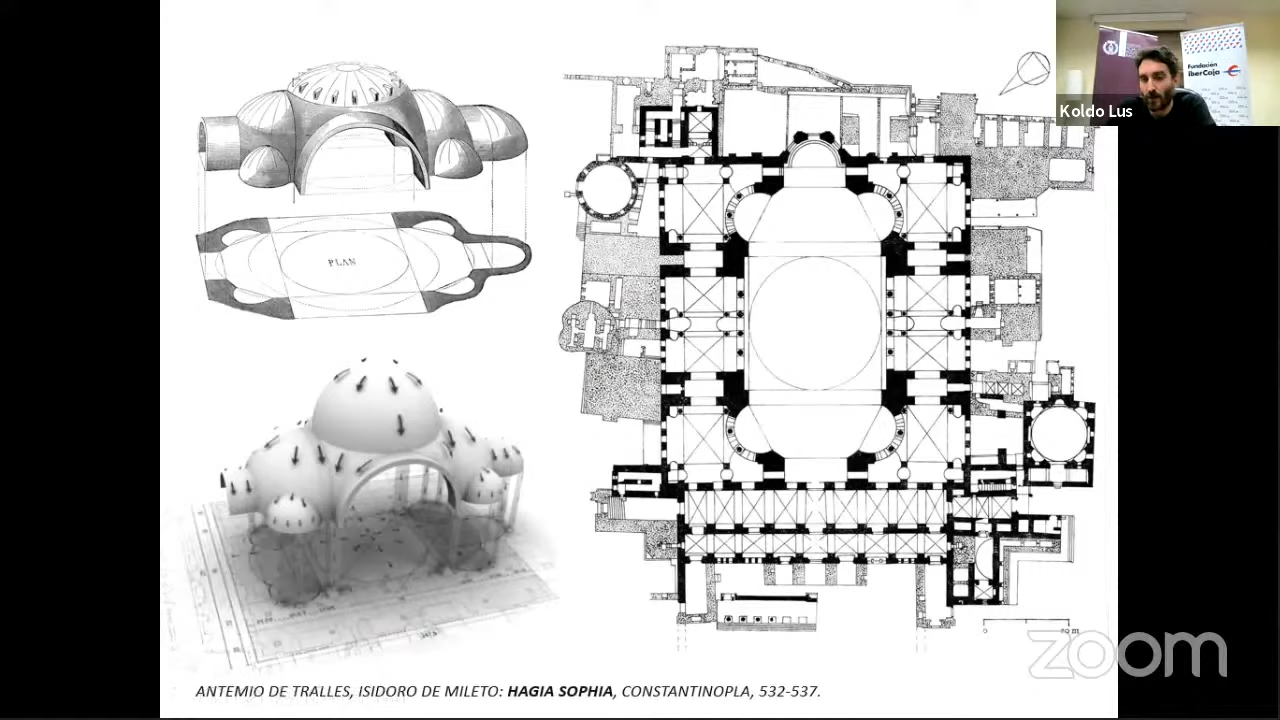 Fundación
iberCaja
Koldo Lus
PLAN
zoom
ANTEMIO DE TRALLES, ISIDORO DE MILETO: HAGIA SOPHIA, CONSTANTINOPLA, 532-537.